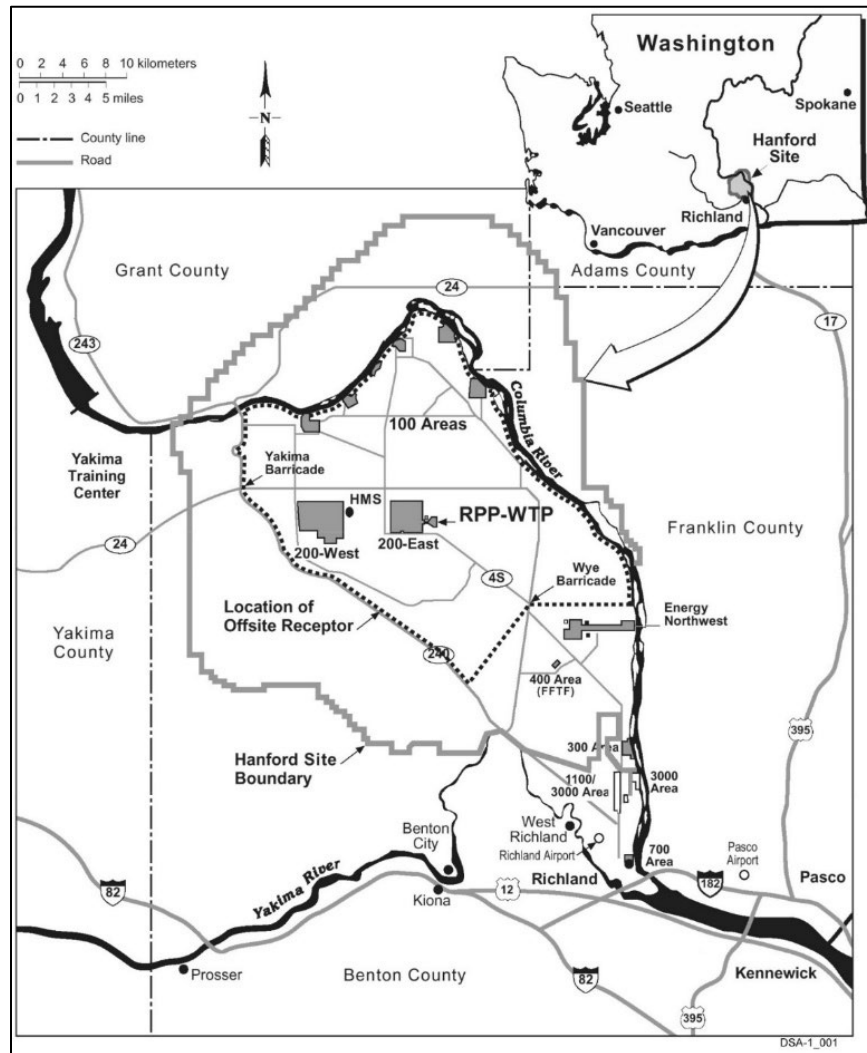 Washington
0 2 4 6 8 10 kilometers
0 1 2 3 4 5 miles
N
County line
Road
Seattle
Spokane
Hanford
Site
Richland
Vancouver
Grant County
Adams County
24
17
243
Columbia River
100 Areas
Yakima
Training
Center
Yakima
Barricade
HMS
RPP-WTP
Franklin County
24
200-West
200-East
4S
Wye
Barricade
Location of
Offsite Receptor
Energy
Northwest
Yakima
County
240
400 Area
(FFTF)
395
Hanford Site
Boundary
300 Area
1100/
3000 Area
3000
Area
West
Richland
Benton
City
Richland Airport
700
Area
Pasco
Airport
82
Yakima River
12
Richland
182
Pasco
Kiona
Prosser
Benton County
82
Kennewick
395
DSA-1_001